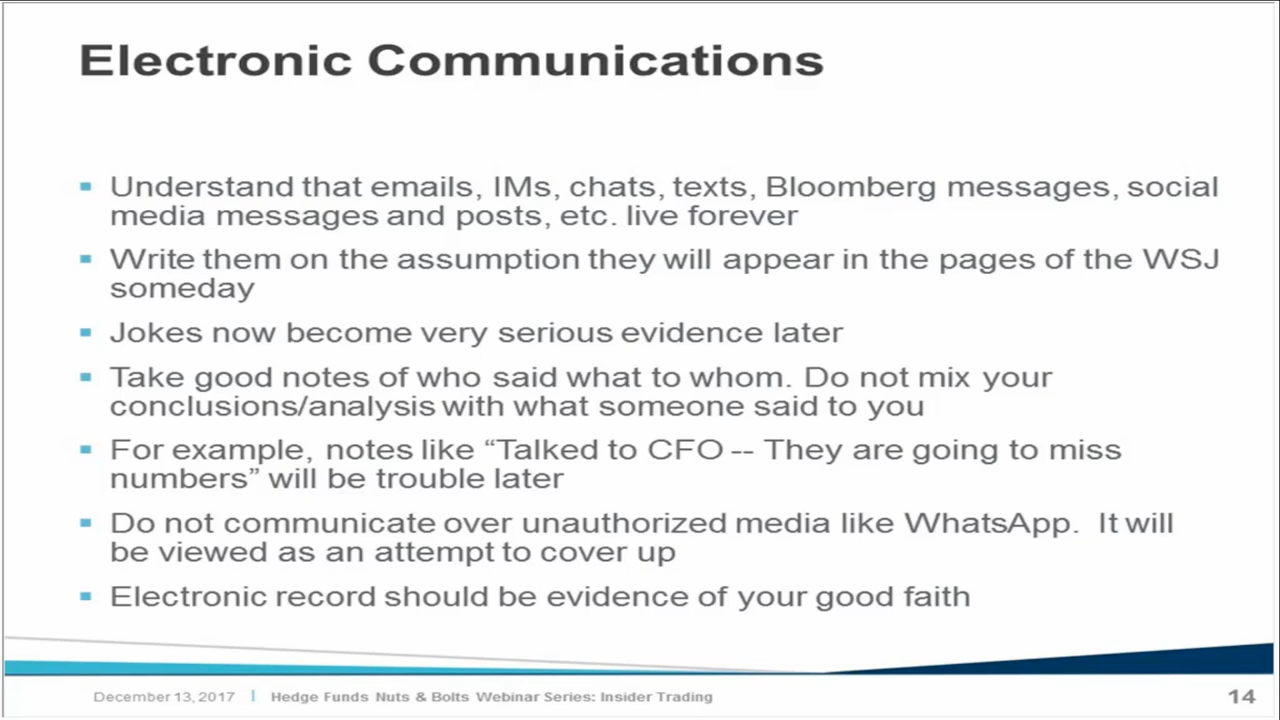 Electronic Communications
Understand that emails, IMs, chats, texts, Bloomberg messages, social
media messages and posts, etc. live forever
Write them on the assumption they will appear in the pages of the WSJ
someday
Jokes now become very serious evidence later
Take good notes of who said what to whom. Do not mix your
conclusions/analysis with what someone said to you
For example, notes like “Talked to CFO -- They are going to miss
numbers” will be trouble later
Do not communicate over unauthorized media like WhatsApp.  It will
be viewed as an attempt to cover up
Electronic record should be evidence of your good faith
December 13, 2017 | Hedge Funds Nuts & Bolts Webinar Series: Insider Trading 14